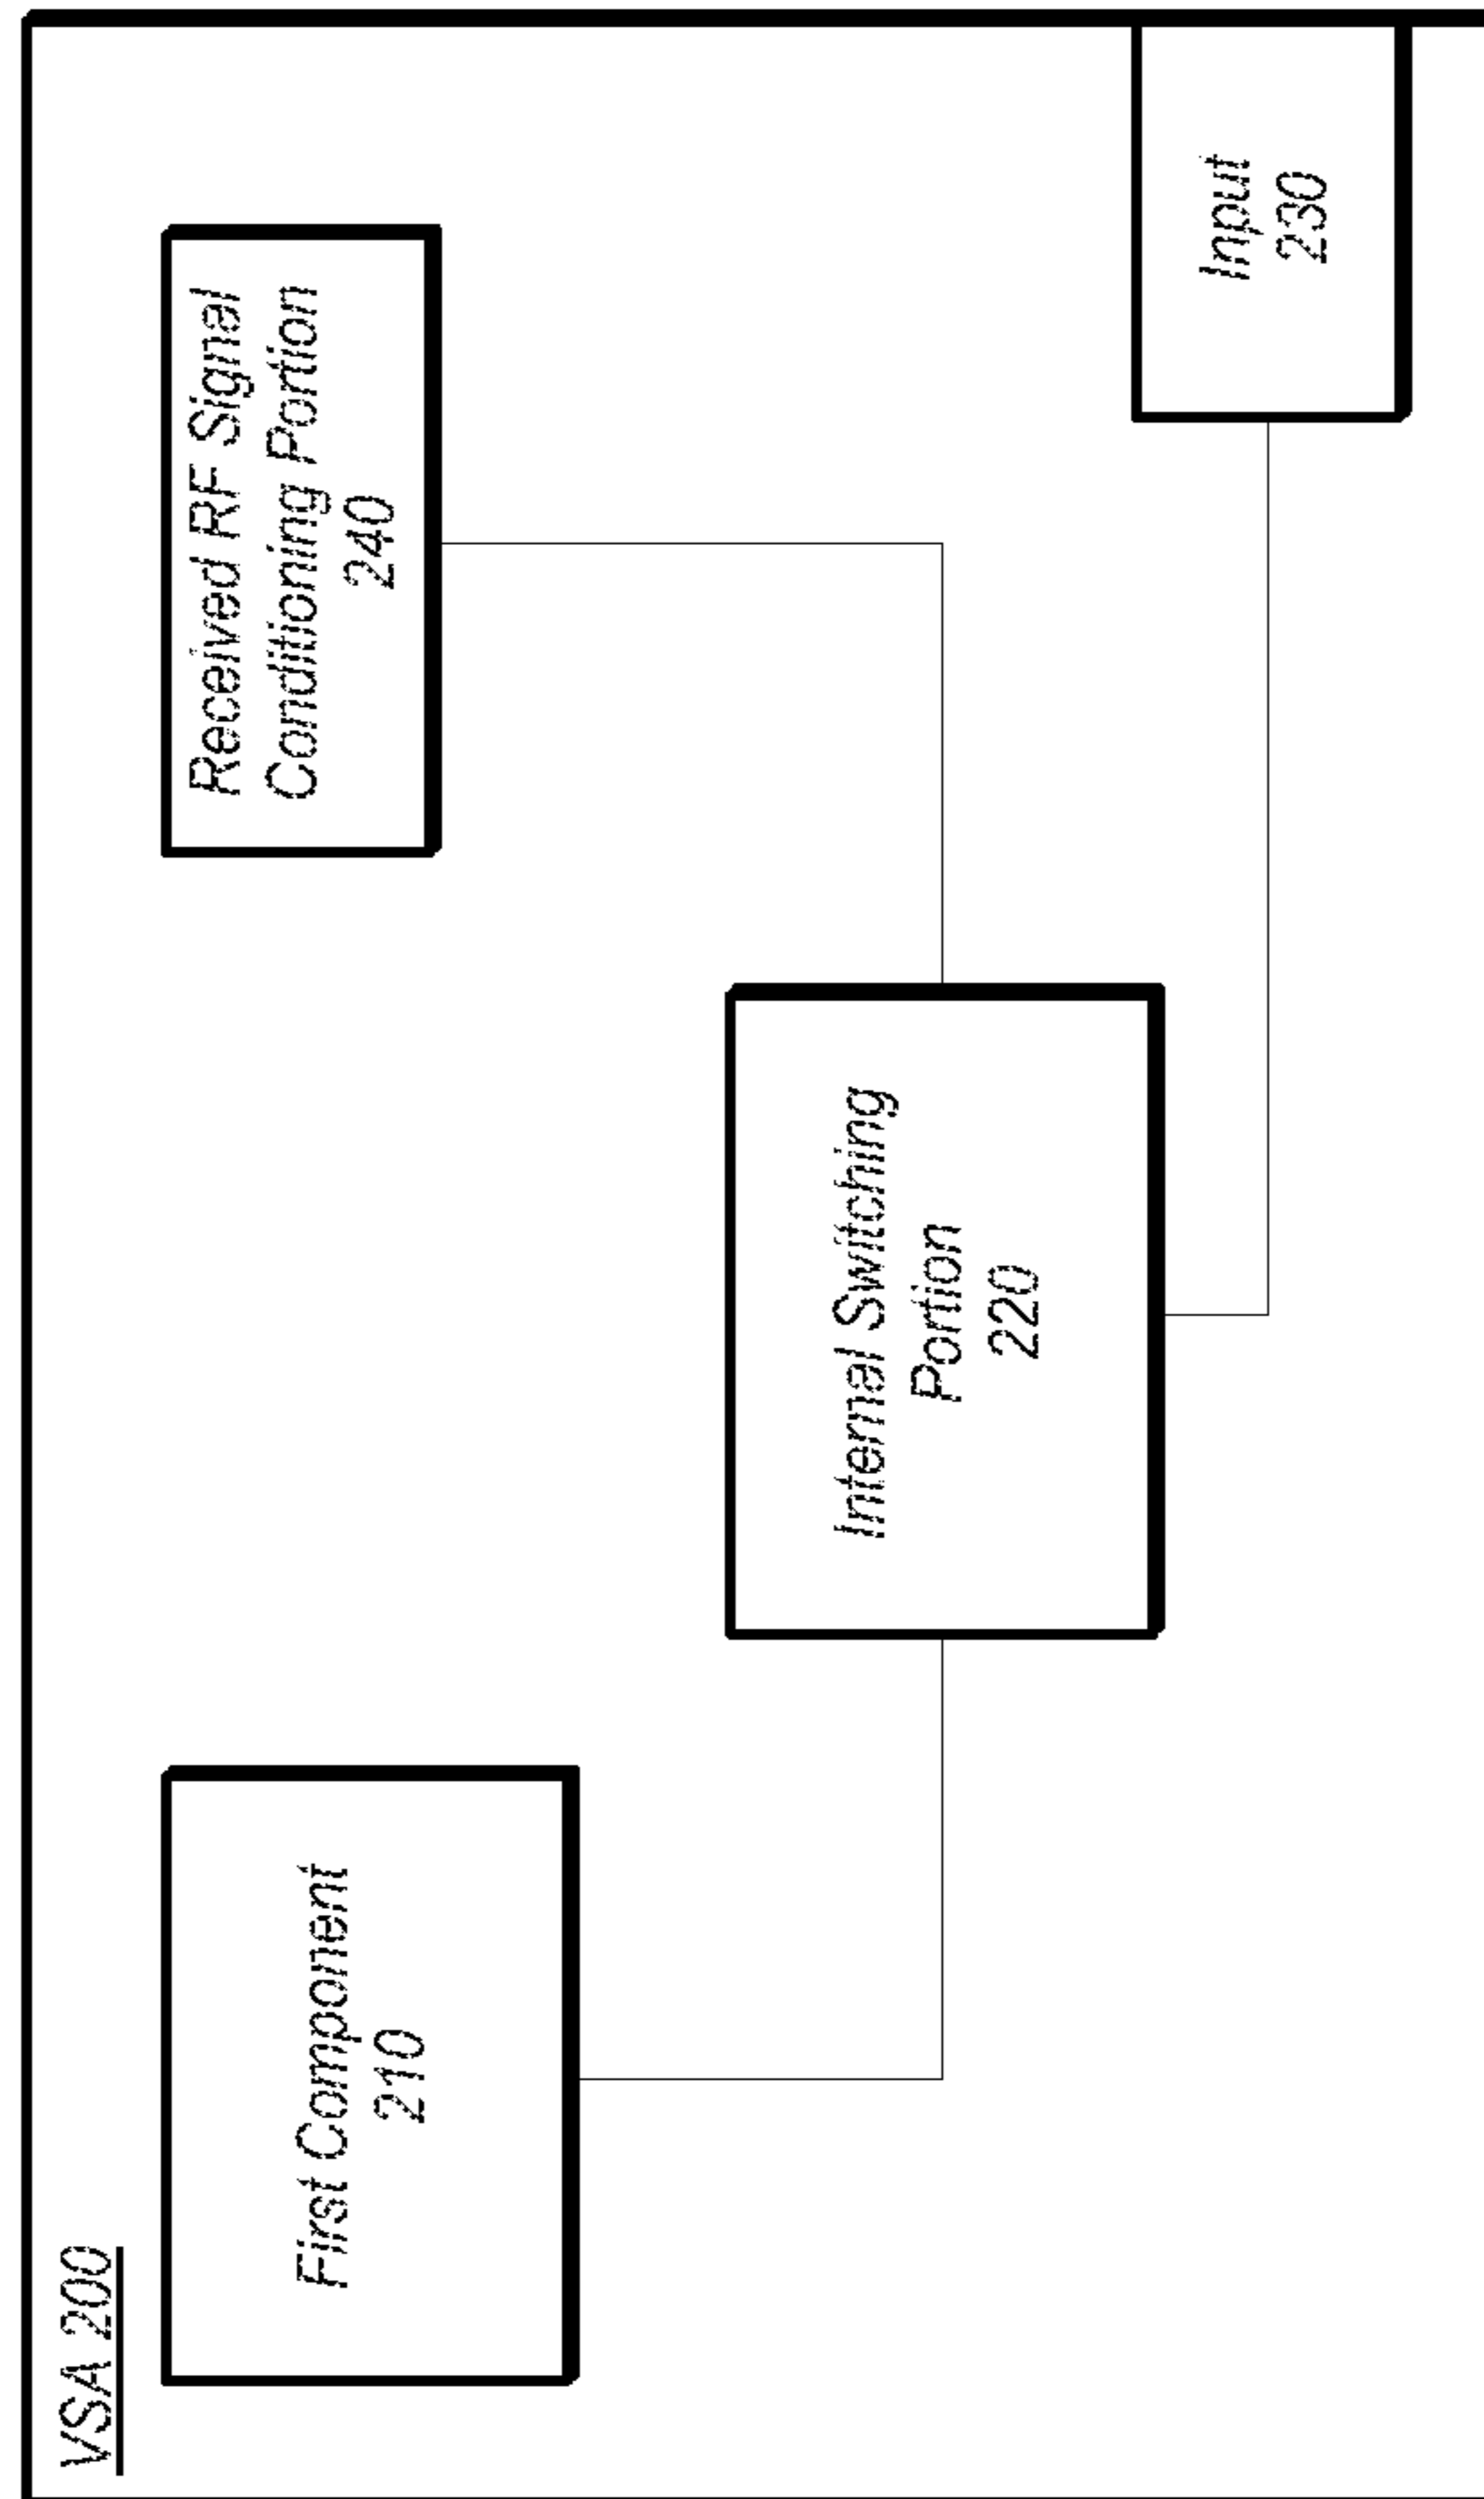 VSA 200
First Component
210
Received RF Signal
Conditioning Portion
240
Internal Switching
Portion
220
Input
230